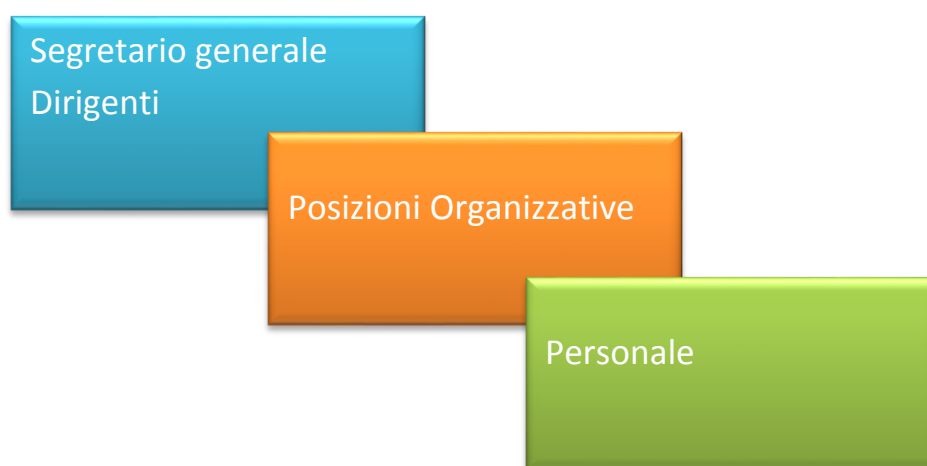 Segretario generale
Dirigenti
Posizioni Organizzative
Personale